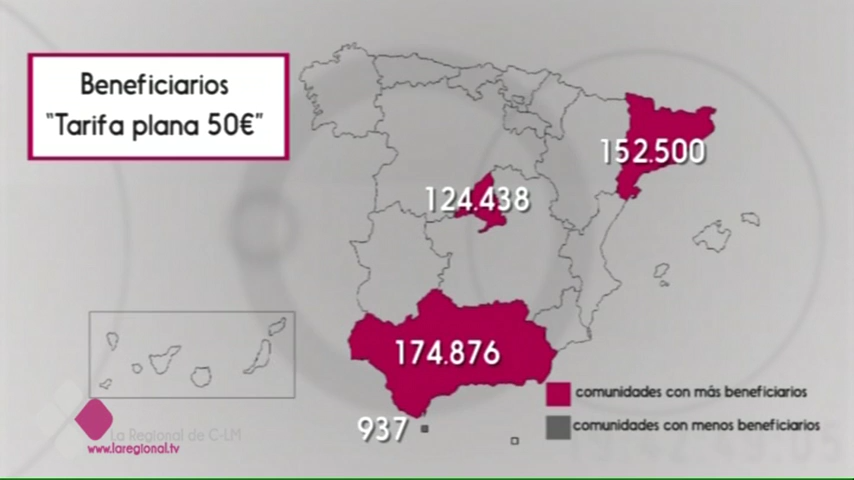 Beneficiarios
"Tarifa plana 50€"
152.500
124.438
174.876
937
comunidades con más beneficiarios
comunidades con menos beneficiarios
La Regional de C-LM
www.laregional.tv